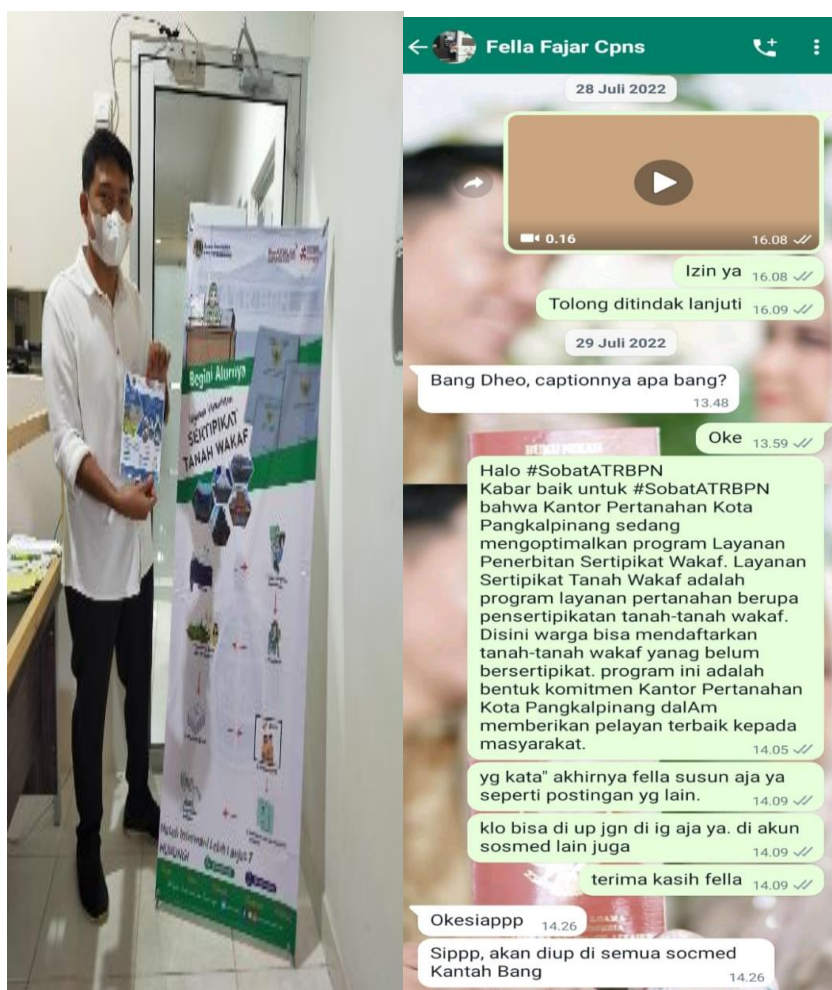 Begini Alurnya
SERTIPIKAT
TANAH WAKAF
Butuh Informasi Lebih Lanjut ?
HUBUNGI
Fella Fajar Cpns
28 Juli 2022
0.16
16.08
Izin ya 16.08
Tolong ditindak lanjuti 16.09
29 Juli 2022
Bang Dheo, captionnya apa bang?
13.48
Oke 13.59
BUKU NIKAH
Halo #SobatATRBPN
Kabar baik untuk #SobatATRBPN
bahwa Kantor Pertanahan Kota
Pangkalpinang sedang
mengoptimalkan program Layanan
Penerbitan Sertipikat Wakaf. Layanan
Sertipikat Tanah Wakaf adalah
program layanan pertanahan berupa
pensertipikatan tanah-tanah wakaf.
Disini warga bisa mendaftarkan
tanah-tanah wakaf yanag belum
bersertipikat. program ini adalah
bentuk komitmen Kantor Pertanahan
Kota Pangkalpinang dalAm
memberikan pelayan terbaik kepada
masyarakat.
14.05
yg kata" akhirnya fella susun aja ya
seperti postingan yg lain.
14.09
klo bisa di up jgn di ig aja ya. di akun
sosmed lain juga
14.09
terima kasih fella 14.09
Okesiappp 14.26
Sippp, akan diup di semua socmed
Kantah Bang
14.26